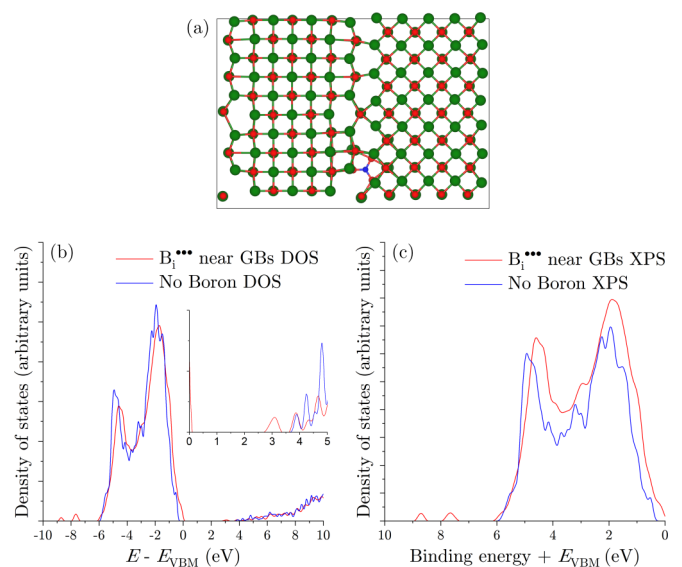 (a)
(b)
B_i^••• near GBs DOS
No Boron DOS
Density of states (arbitrary units)
0 1 2 3 4 5
-10 -8 -6 -4 -2 0 2 4 6 8 10
E - E_VBM (eV)
(c)
B_i^••• near GBs XPS
No Boron XPS
Density of states (arbitrary units)
10 8 6 4 2 0
Binding energy + E_VBM (eV)